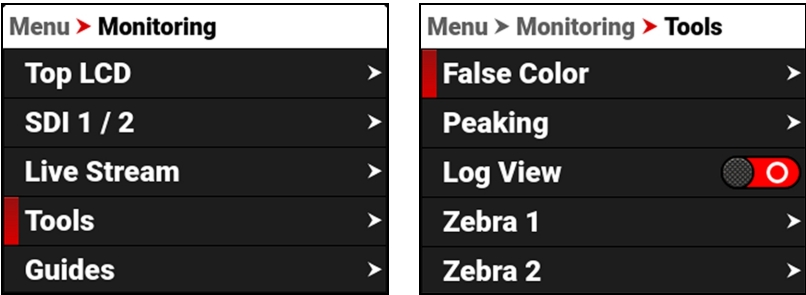 Menu ➤ Monitoring
Top LCD
SDI 1 / 2
Live Stream
Tools
Guides
Menu ➤ Monitoring ➤ Tools
False Color
Peaking
Log View
Zebra 1
Zebra 2